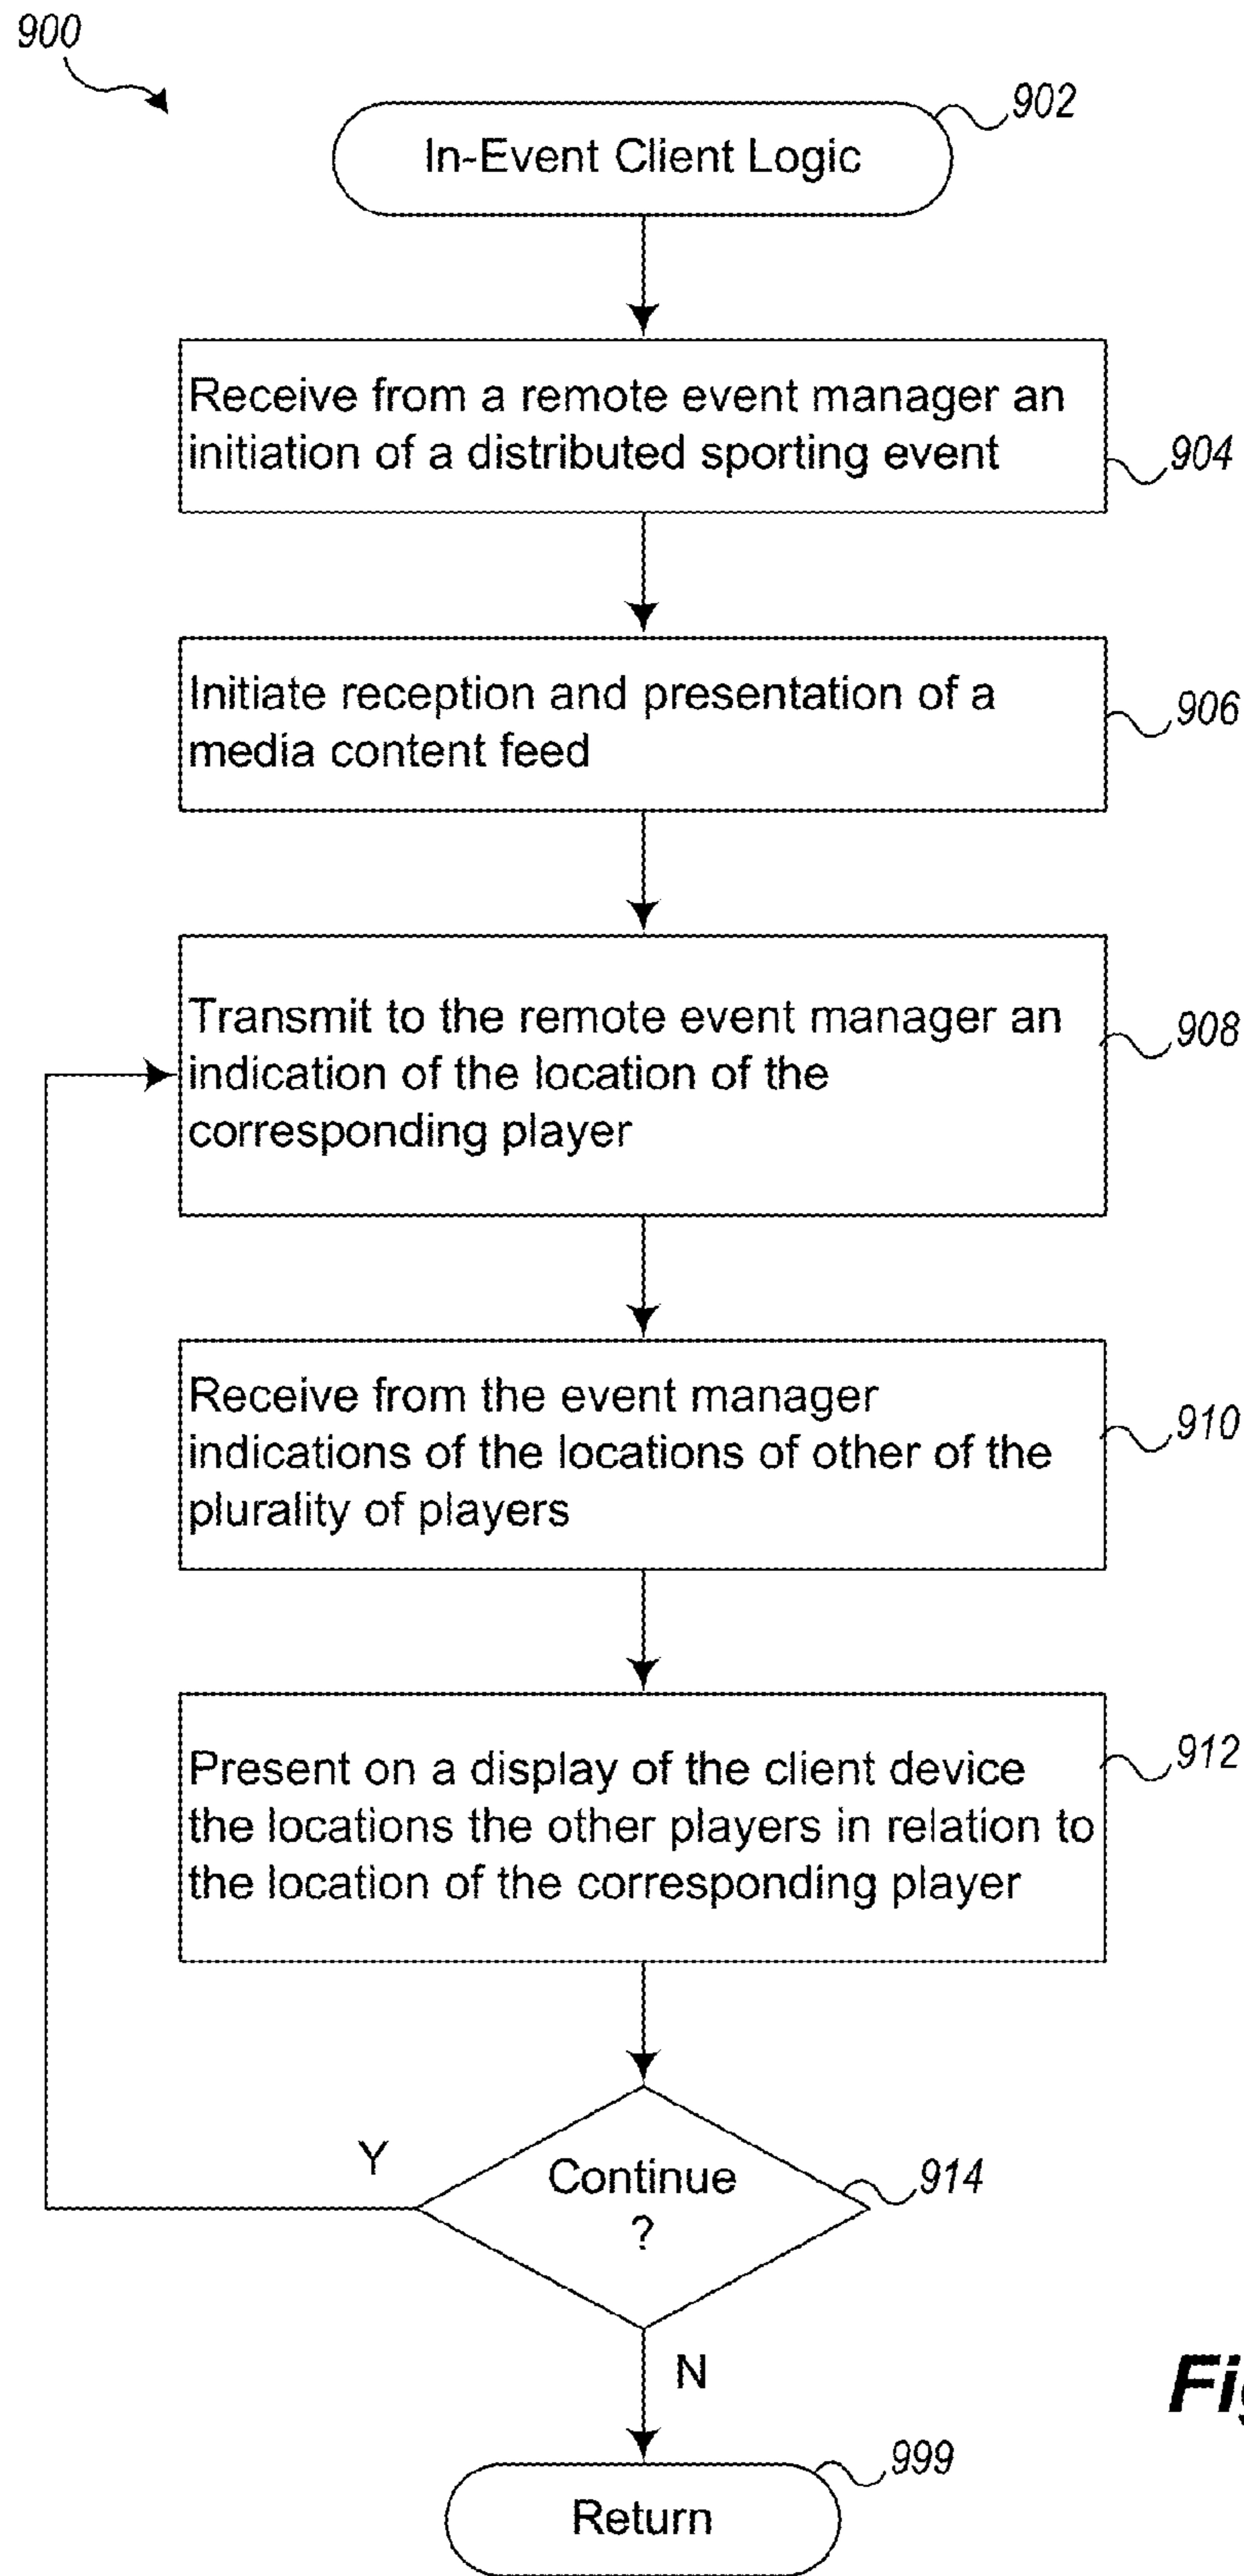 900
902
In-Event Client Logic
Receive from a remote event manager an
initiation of a distributed sporting event
904
Initiate reception and presentation of a
media content feed
906
Transmit to the remote event manager an
indication of the location of the
corresponding player
908
Receive from the event manager
indications of the locations of other of the
plurality of players
910
Present on a display of the client device
the locations the other players in relation to
the location of the corresponding player
912
Y
Continue
?
914
N
999
Return